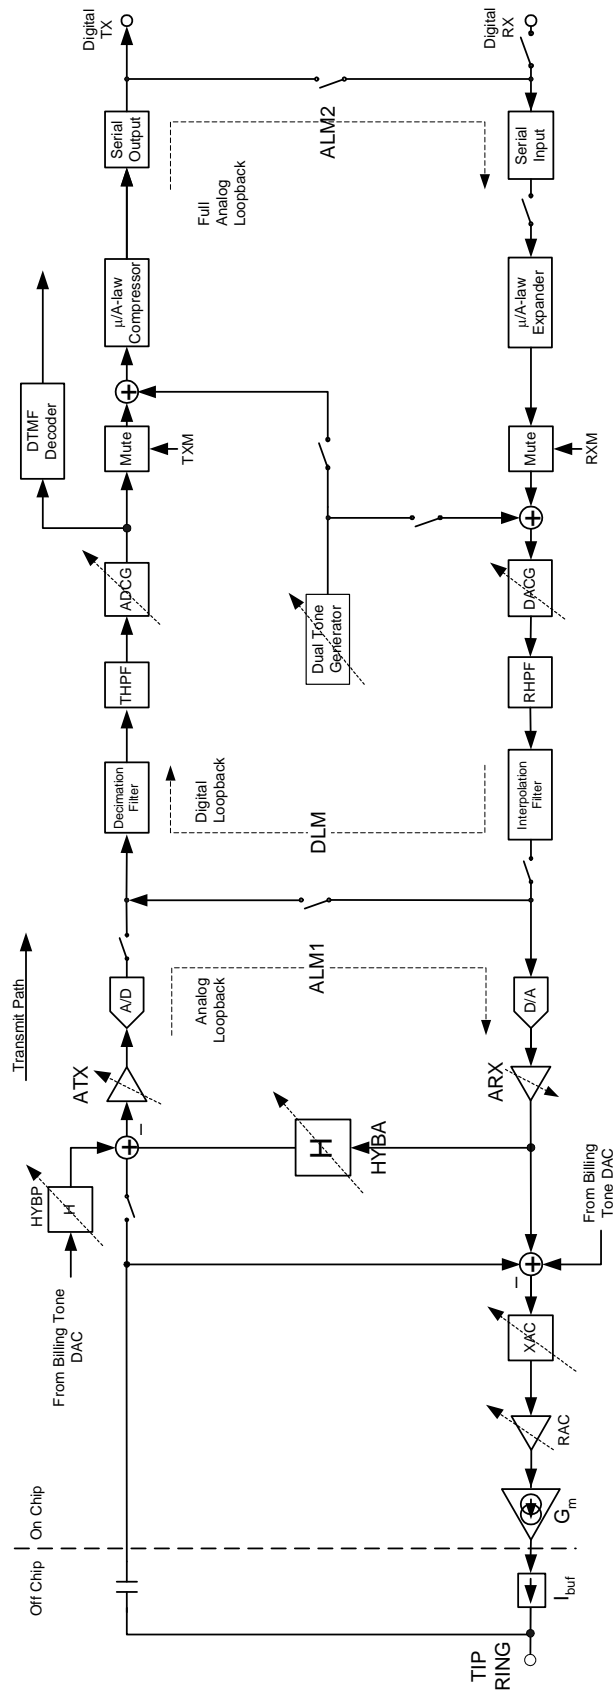 Off Chip
On Chip
Transmit Path
TIP
RING
I buf
G m
RAC
XAC
–
From Billing Tone
DAC
From Billing
Tone DAC
HYBP
H
+
–
+
H
HYBA
ATX
ARX
A/D
D/A
Analog
Loopback
ALM1
Digital
Loopback
DLM
Decimation
Filter
Interpolation
Filter
THPF
RHPF
Dual Tone
Generator
ADCG
DACG
DTMF
Decoder
Mute
TXM
+
+
Mute
RXM
µ/A-law
Compressor
µ/A-law
Expander
Full
Analog
Loopback
ALM2
Serial
Output
Serial
Input
Digital
TX
Digital
RX